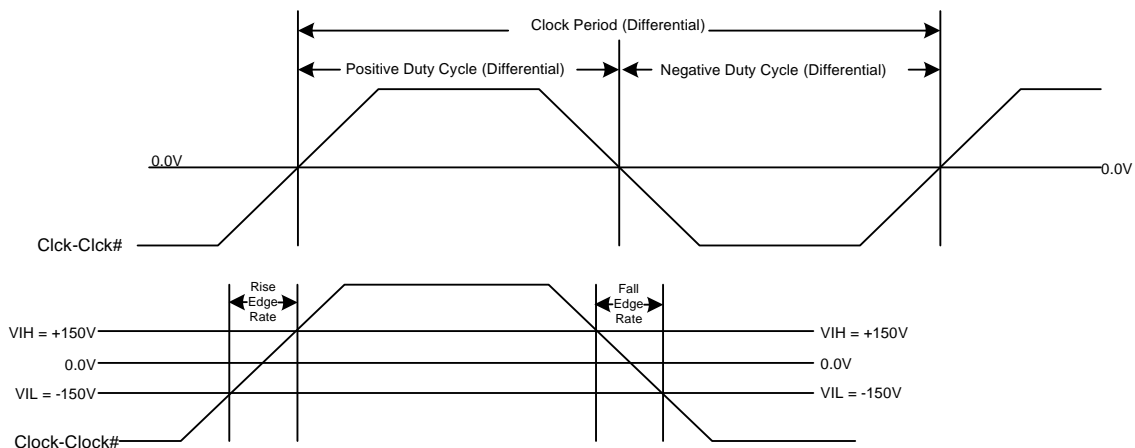 Clock Period (Differential)
Positive Duty Cycle (Differential)
Negative Duty Cycle (Differential)
0.0V
0.0V
Clck-Clck#
Rise
Edge
Rate
Fall
Edge
Rate
VIH = +150V
VIH = +150V
0.0V
0.0V
VIL = -150V
VIL = -150V
Clock-Clock#